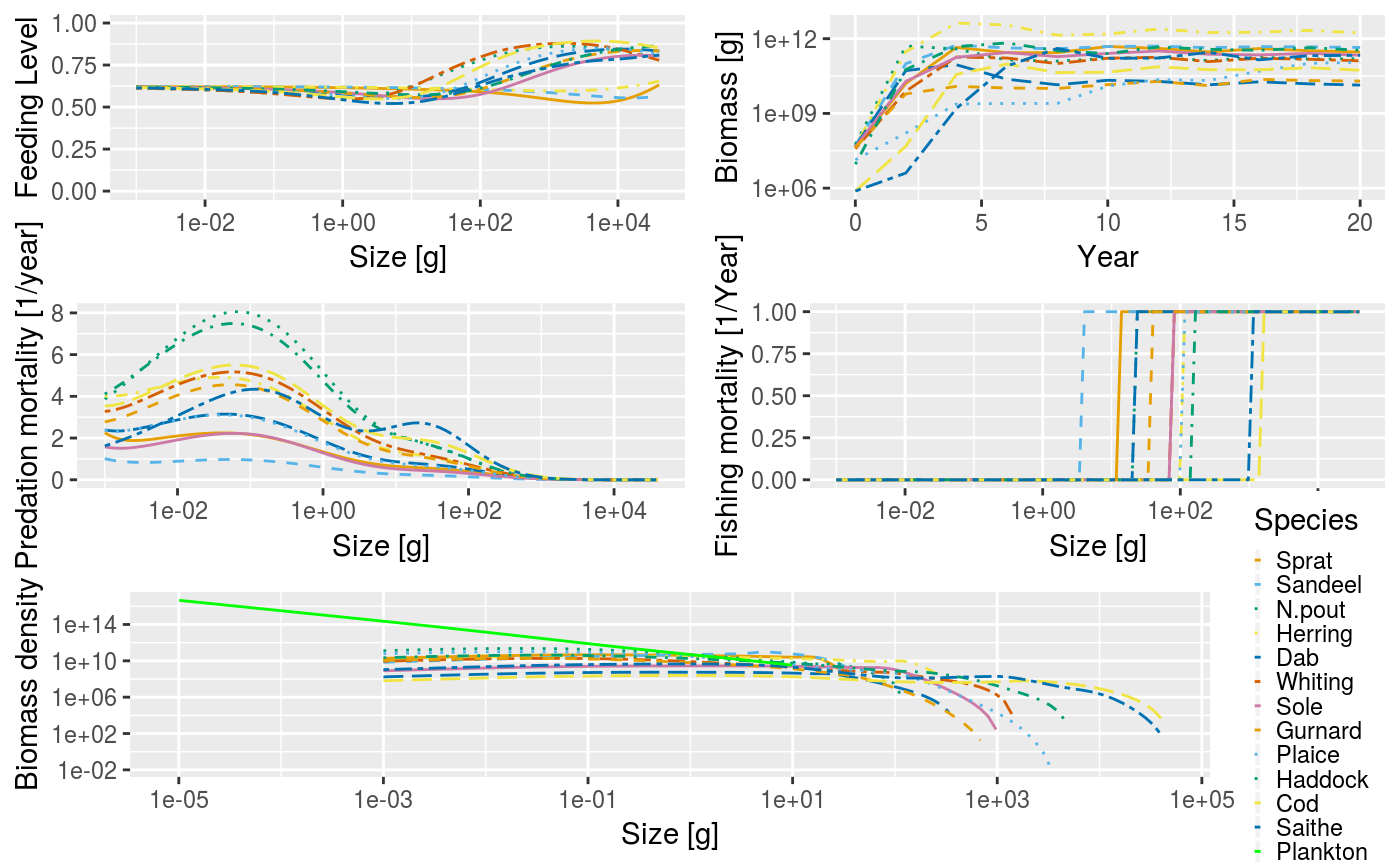 Feeding Level
1.00
0.75
0.50
0.25
0.00
1e-02 1e+00 1e+02 1e+04
Size [g]
Biomass [g]
1e+12
1e+09
1e+06
0 5 10 15 20
Year
Predation mortality [1/year]
8
6
4
2
0
1e-02 1e+00 1e+02 1e+04
Size [g]
Fishing mortality [1/Year]
1.00
0.75
0.50
0.25
0.00
1e-02 1e+00 1e+02
Size [g]
Biomass density
1e+14
1e+10
1e+06
1e+02
1e-02
1e-05 1e-03 1e-01 1e+01 1e+03 1e+05
Size [g]
Species
Sprat
Sandeel
N.pout
Herring
Dab
Whiting
Sole
Gurnard
Plaice
Haddock
Cod
Saithe
Plankton